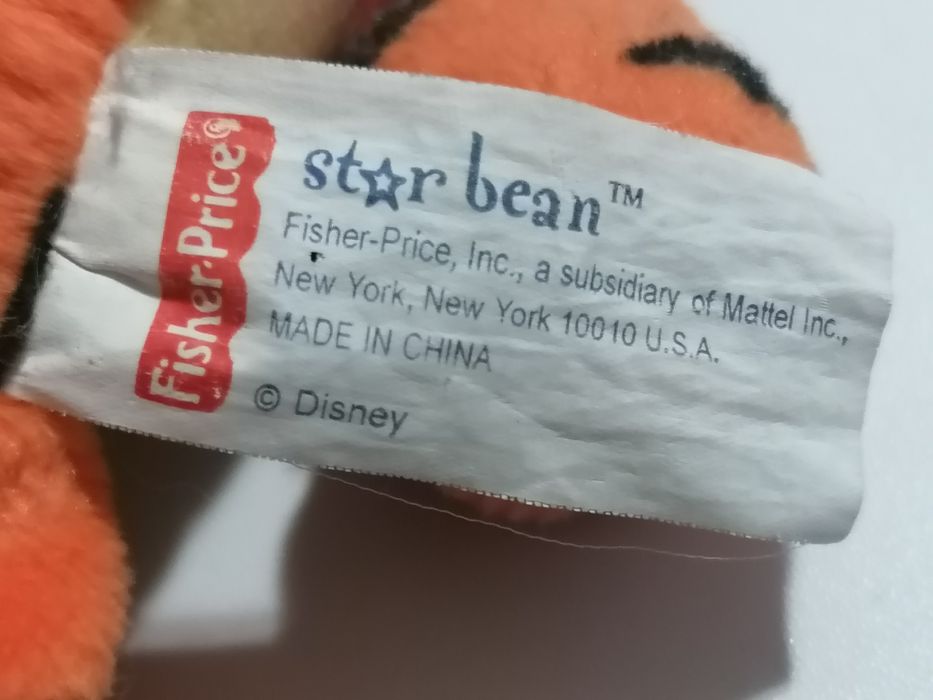 Fisher-Price®
st☆r bean™
Fisher-Price, Inc., a subsidiary of Mattel Inc.,
New York, New York 10010 U.S.A.
MADE IN CHINA
© Disney